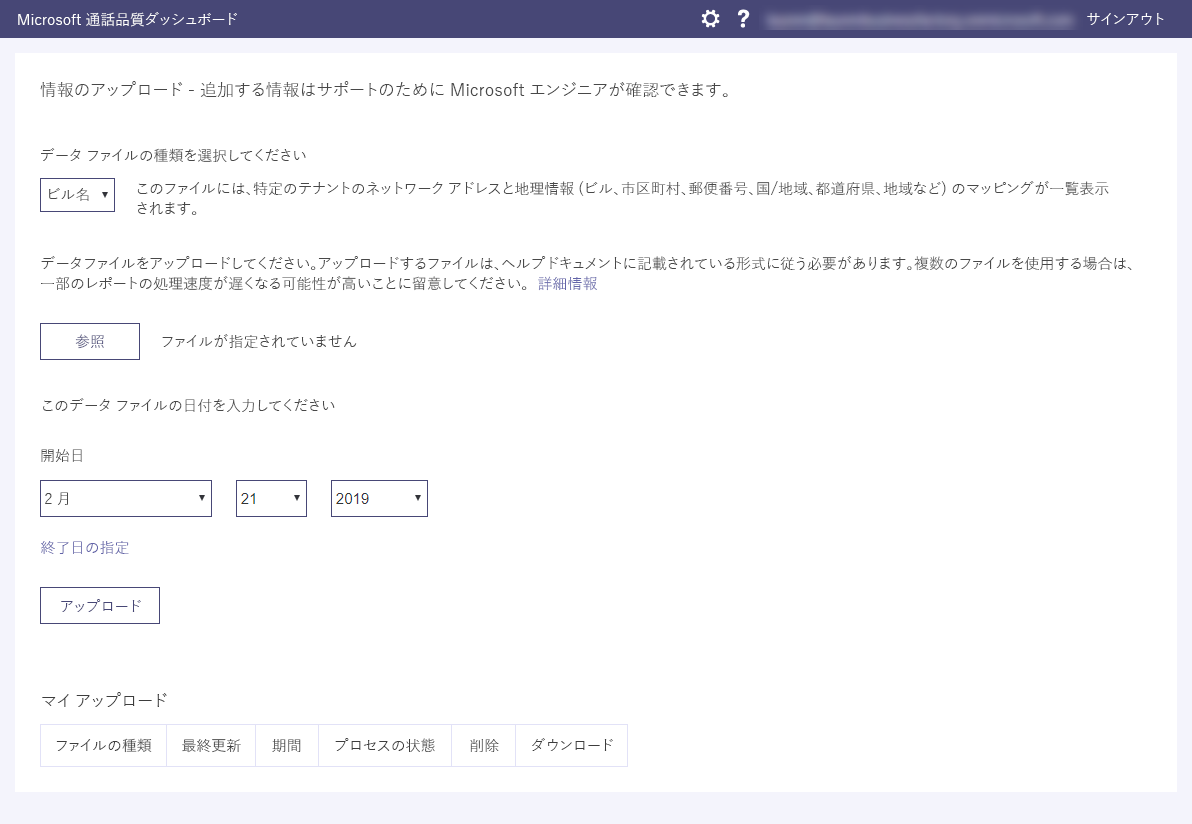 Microsoft 通話品質ダッシュボード
? サインアウト
情報のアップロード - 追加する情報はサポートのために Microsoft エンジニアが確認できます。
データ ファイルの種類を選択してください
ビル名
このファイルには、特定のテナントのネットワーク アドレスと地理情報 (ビル、市区町村、郵便番号、国/地域、都道府県、地域など) のマッピングが一覧表示
されます。
データファイルをアップロードしてください。アップロードするファイルは、ヘルプドキュメントに記載されている形式に従う必要があります。複数のファイルを使用する場合は、
一部のレポートの処理速度が遅くなる可能性が高いことに留意してください。 詳細情報
参照 ファイルが指定されていません
このデータ ファイルの日付を入力してください
開始日
2 月 21 2019
終了日の指定
アップロード
マイ アップロード
ファイルの種類 最終更新 期間 プロセスの状態 削除 ダウンロード